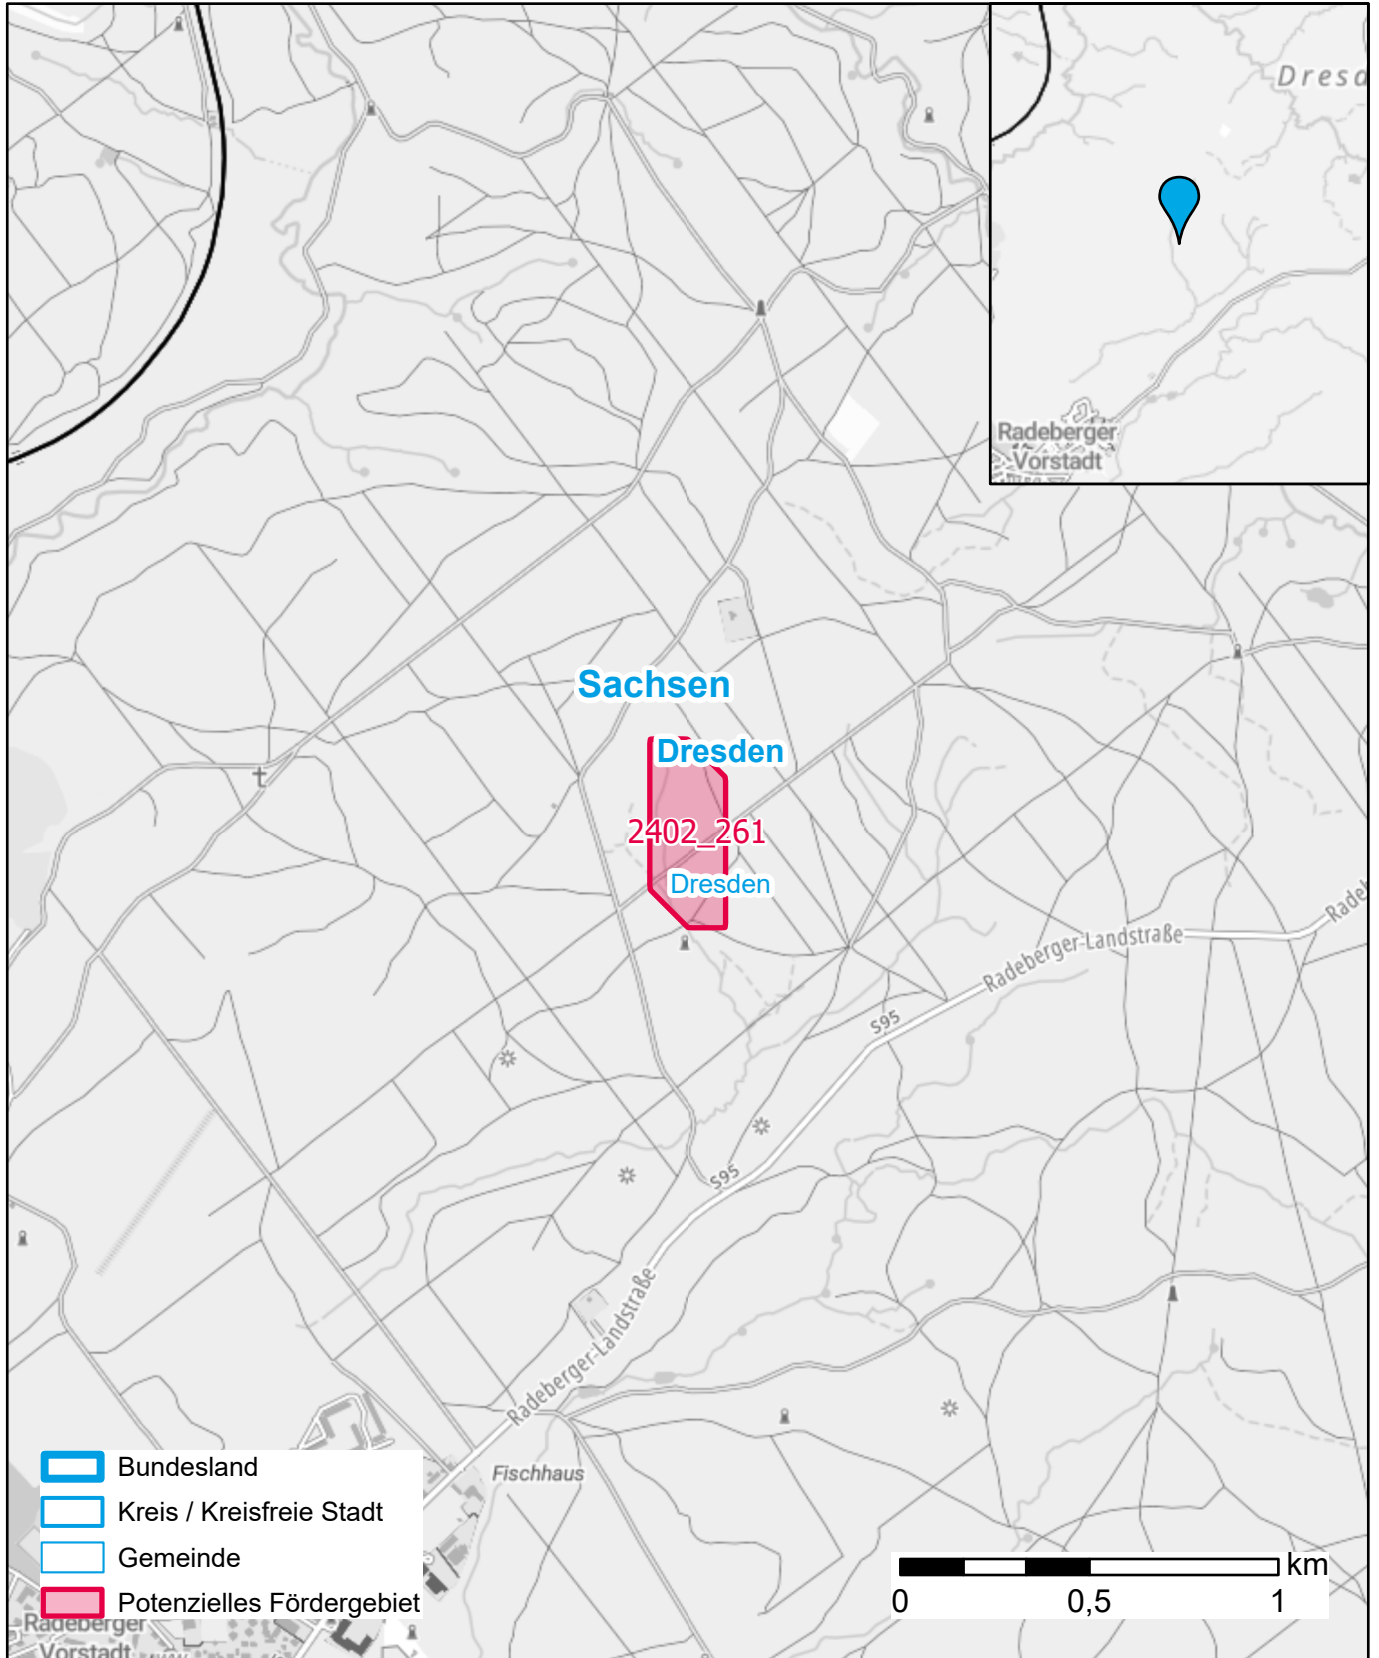 Dresd
Radeberger
Vorstadt
Sachsen
Dresden
2402_261
Dresden
Radeb
Radeberger-Landstraße
S95
S95
Radeberger-Landstraße
Fischhaus
Bundesland
Kreis / Kreisfreie Stadt
Gemeinde
Potenzielles Fördergebiet
km
0 0,5 1
Radeberger
Vorstadt